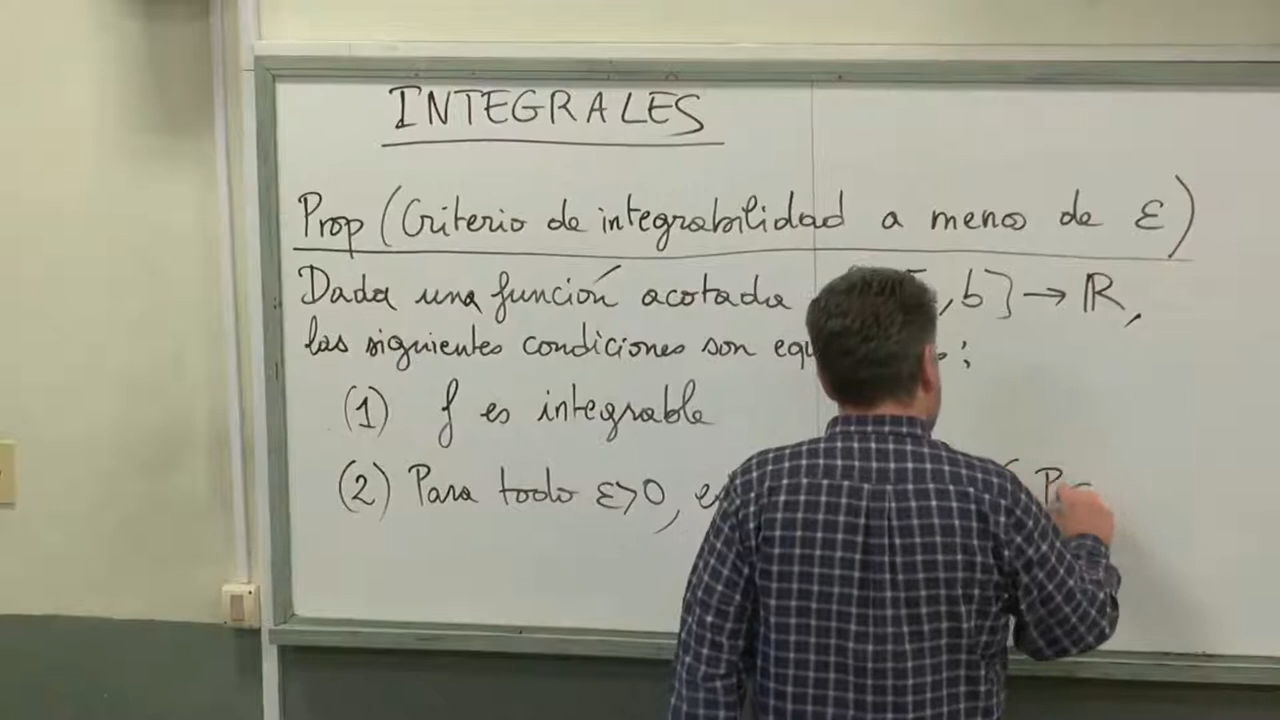 INTEGRALES
Prop (Criterio de integrabilidad a menos de ε)
Dada una función acotada , b] → ℝ,
las siguientes condiciones son :
(1) f es integrable
(2) Para todo ε>0,